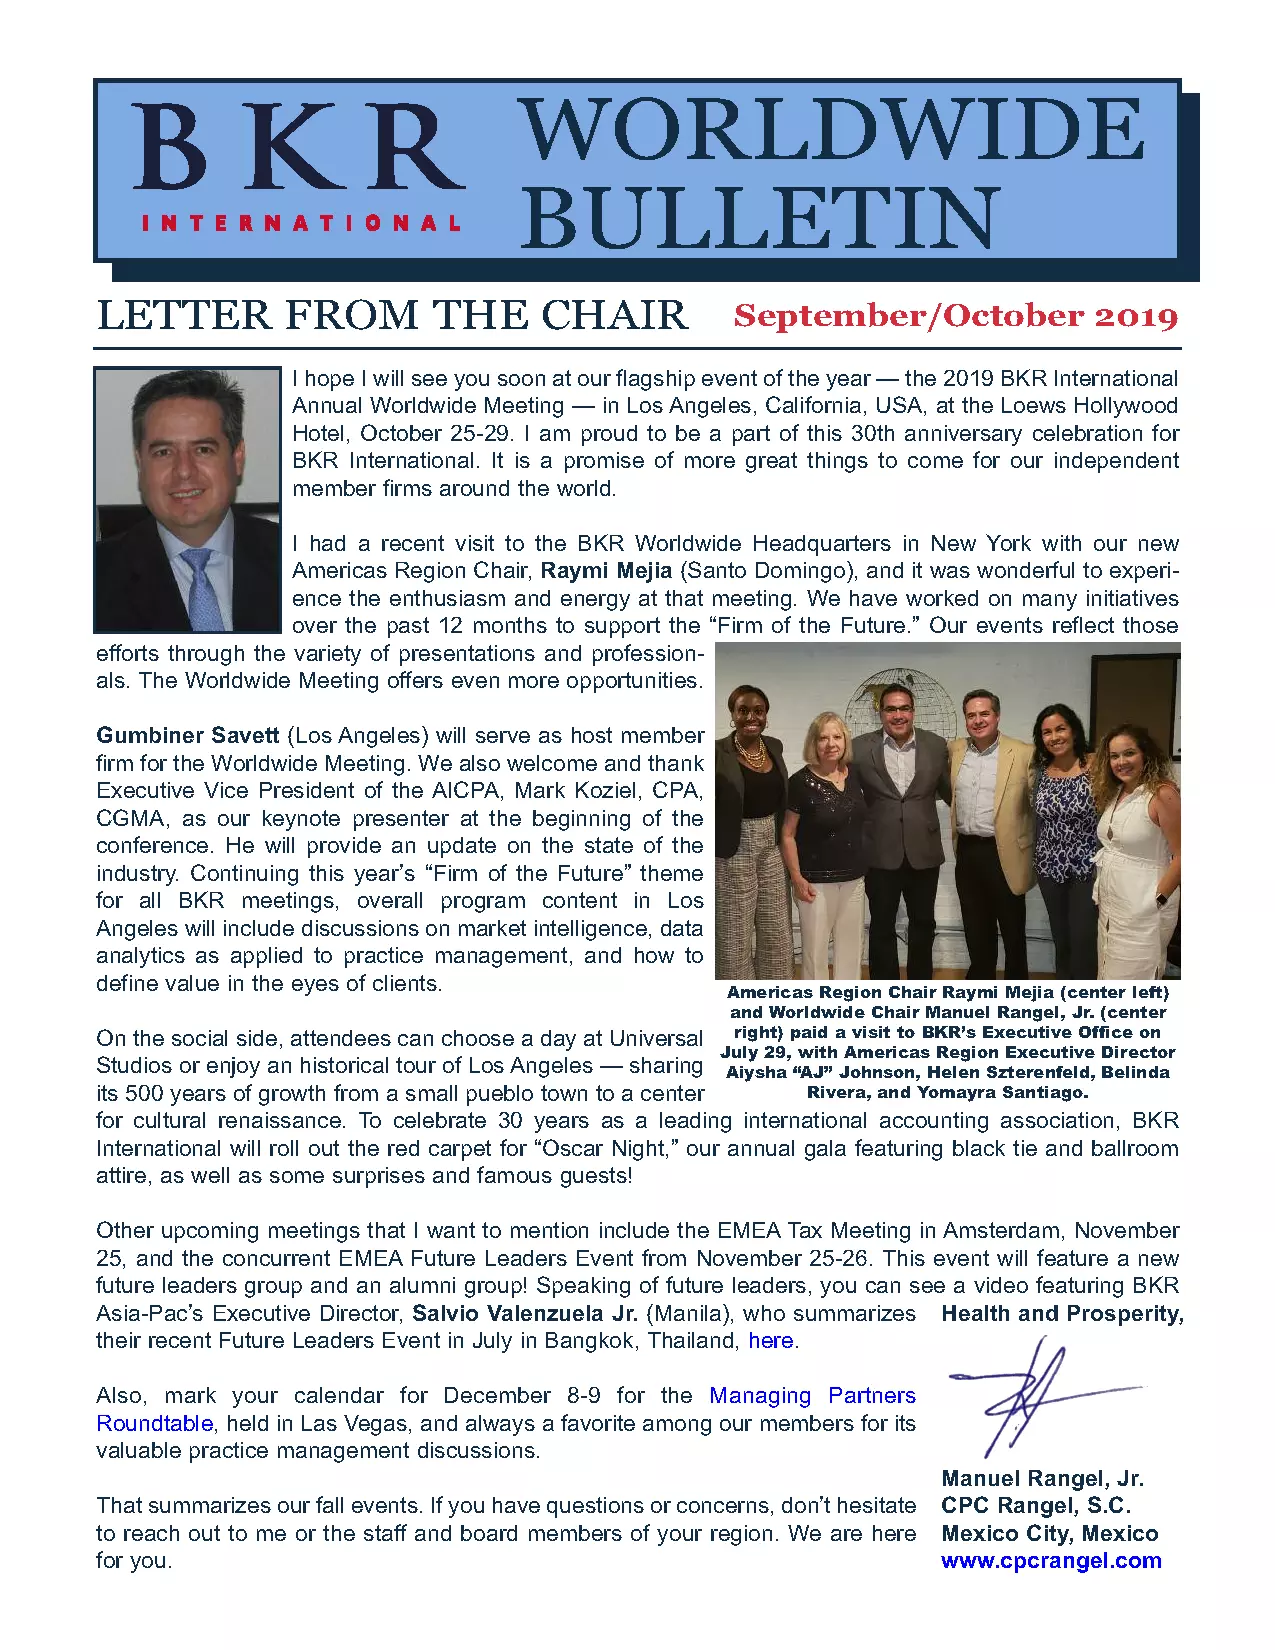 BKR
INTERNATIONAL
WORLDWIDE
BULLETIN
LETTER FROM THE CHAIR
September/October 2019
I hope I will see you soon at our flagship event of the year — the 2019 BKR International
Annual Worldwide Meeting — in Los Angeles, California, USA, at the Loews Hollywood
Hotel, October 25-29. I am proud to be a part of this 30th anniversary celebration for
BKR International. It is a promise of more great things to come for our independent
member firms around the world.
I had a recent visit to the BKR Worldwide Headquarters in New York with our new
Americas Region Chair, Raymi Mejia (Santo Domingo), and it was wonderful to experi-
ence the enthusiasm and energy at that meeting. We have worked on many initiatives
over the past 12 months to support the “Firm of the Future.” Our events reflect those
efforts through the variety of presentations and profession-
als. The Worldwide Meeting offers even more opportunities.
Gumbiner Savett (Los Angeles) will serve as host member
firm for the Worldwide Meeting. We also welcome and thank
Executive Vice President of the AICPA, Mark Koziel, CPA,
CGMA, as our keynote presenter at the beginning of the
conference. He will provide an update on the state of the
industry. Continuing this year’s “Firm of the Future” theme
for all BKR meetings, overall program content in Los
Angeles will include discussions on market intelligence, data
analytics as applied to practice management, and how to
define value in the eyes of clients.
Americas Region Chair Raymi Mejia (center left)
and Worldwide Chair Manuel Rangel, Jr. (center
right) paid a visit to BKR’s Executive Office on
July 29, with Americas Region Executive Director
Aiysha “AJ” Johnson, Helen Szterenfeld, Belinda
Rivera, and Yomayra Santiago.
On the social side, attendees can choose a day at Universal
Studios or enjoy an historical tour of Los Angeles — sharing
its 500 years of growth from a small pueblo town to a center
for cultural renaissance. To celebrate 30 years as a leading international accounting association, BKR
International will roll out the red carpet for “Oscar Night,” our annual gala featuring black tie and ballroom
attire, as well as some surprises and famous guests!
Other upcoming meetings that I want to mention include the EMEA Tax Meeting in Amsterdam, November
25, and the concurrent EMEA Future Leaders Event from November 25-26. This event will feature a new
future leaders group and an alumni group! Speaking of future leaders, you can see a video featuring BKR
Asia-Pac’s Executive Director, Salvio Valenzuela Jr. (Manila), who summarizes
their recent Future Leaders Event in July in Bangkok, Thailand, here.
Also, mark your calendar for December 8-9 for the Managing Partners
Roundtable, held in Las Vegas, and always a favorite among our members for its
valuable practice management discussions.
That summarizes our fall events. If you have questions or concerns, don’t hesitate
to reach out to me or the staff and board members of your region. We are here
for you.
Health and Prosperity,
Manuel Rangel, Jr.
CPC Rangel, S.C.
Mexico City, Mexico
www.cpcrangel.com